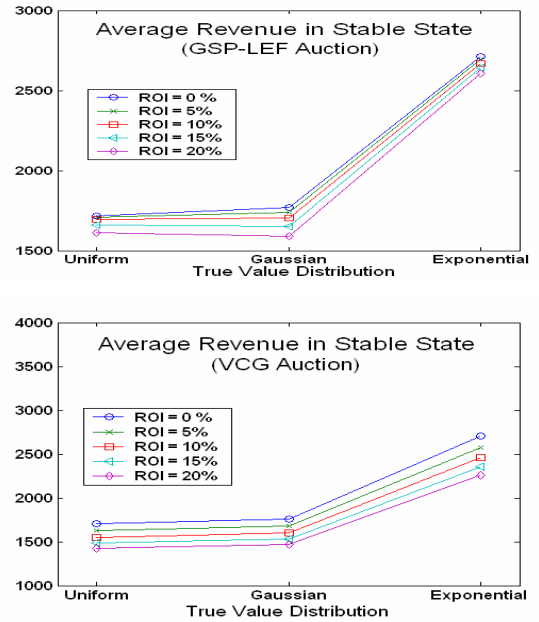 3000
2500
2000
1500
Average Revenue in Stable State
(GSP-LEF Auction)
ROI = 0 %
ROI = 5%
ROI = 10%
ROI = 15%
ROI = 20%
Uniform Gaussian Exponential
True Value Distribution
4000
3500
3000
2500
2000
1500
1000
Average Revenue in Stable State
(VCG Auction)
ROI = 0 %
ROI = 5%
ROI = 10%
ROI = 15%
ROI = 20%
Uniform Gaussian Exponential
True Value Distribution